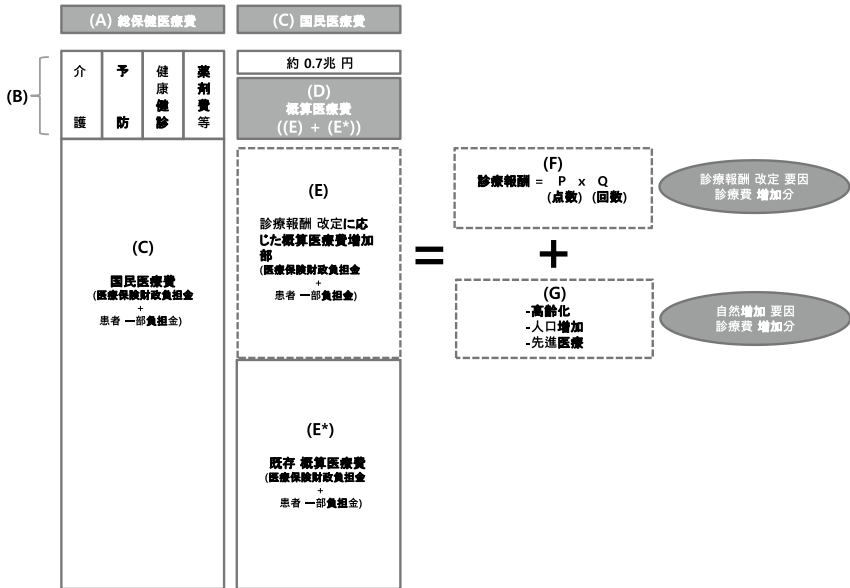 (A) 総保健医療費
(C) 国民医療費
(B)
介護
予防
健康健診
薬剤費等
約 0.7兆 円
(D)
概算医療費
((E) + (E*))
(C)
国民医療費
(医療保険財政負担金
+
患者 一部負担金)
(E)
診療報酬 改定に応
じた概算医療費増加
部
(医療保険財政負担金
+
患者 一部負担金)
(E*)
既存 概算医療費
(医療保険財政負担金
+
患者 一部負担金)
=
(F)
診療報酬 = P x Q
(点数) (回数)
+
(G)
-高齢化
-人口増加
-先進医療
診療報酬 改定 要因
診療費 増加分
自然増加 要因
診療費 増加分